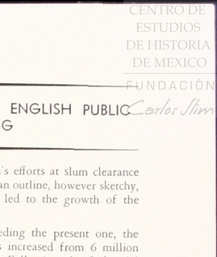 CENTRO DE
ESTUDIOS
DE HISTORIA
DE MEXICO
FUNDACIÓN
Carlos Slim
ENGLISH PUBLIC
G
's efforts at slum clearance
an outline, however sketchy,
led to the growth of the
eding the present one, the
s increased from 6 million